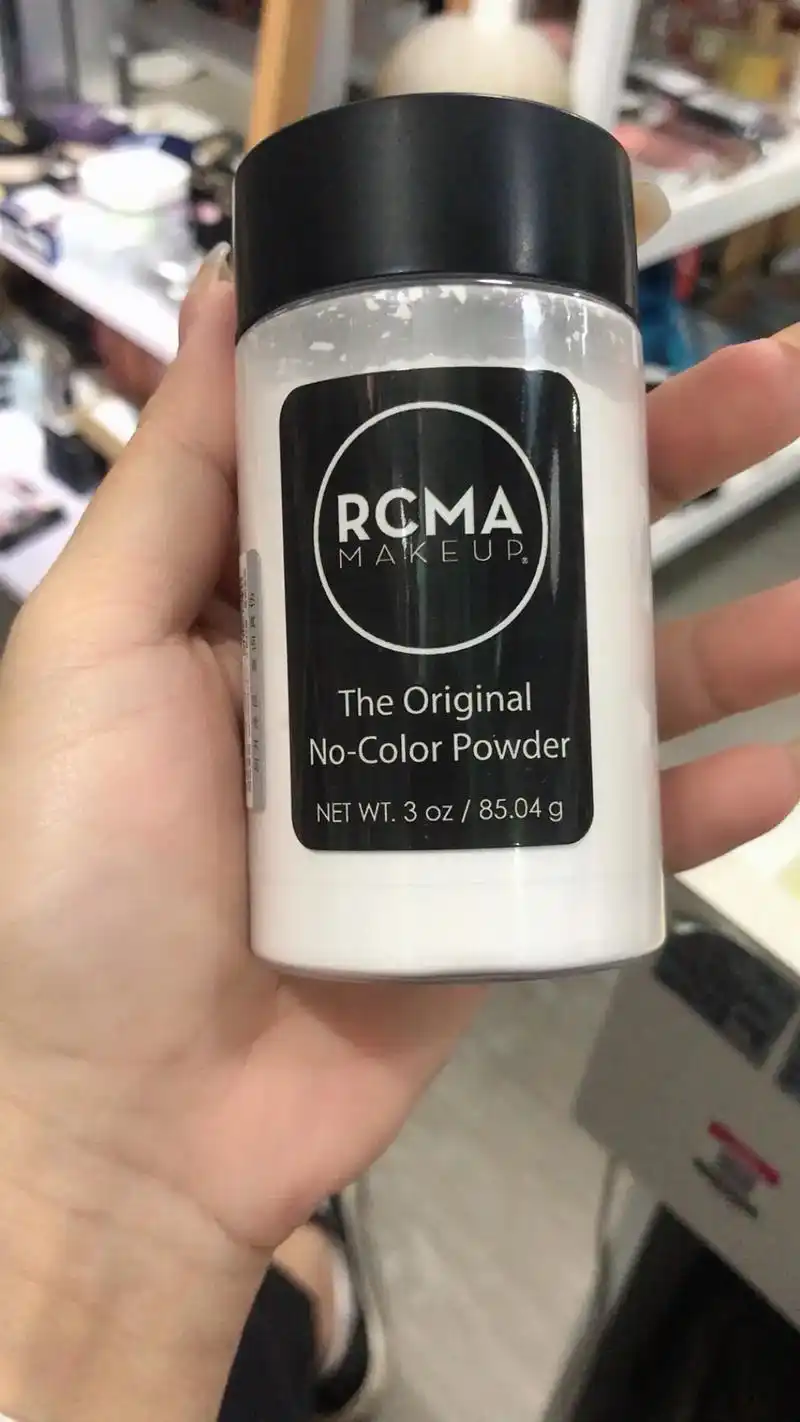 RCMA
MAKEUP®
The Original
No-Color Powder
NET WT. 3 oz / 85.04 g